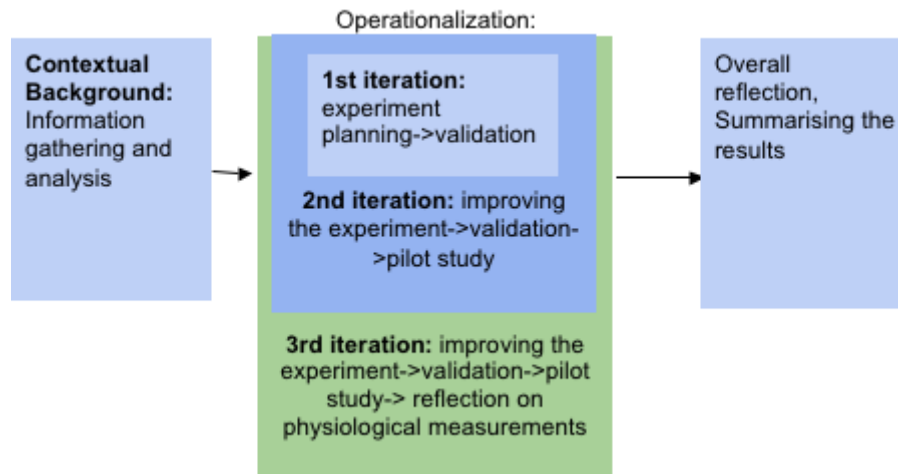 Operationalization:
Contextual
Background:
Information
gathering and
analysis
1st iteration:
experiment
planning->validation
2nd iteration: improving
the experiment->validation-
>pilot study
3rd iteration: improving the
experiment->validation->pilot
study-> reflection on
physiological measurements
Overall
reflection,
Summarising the
results